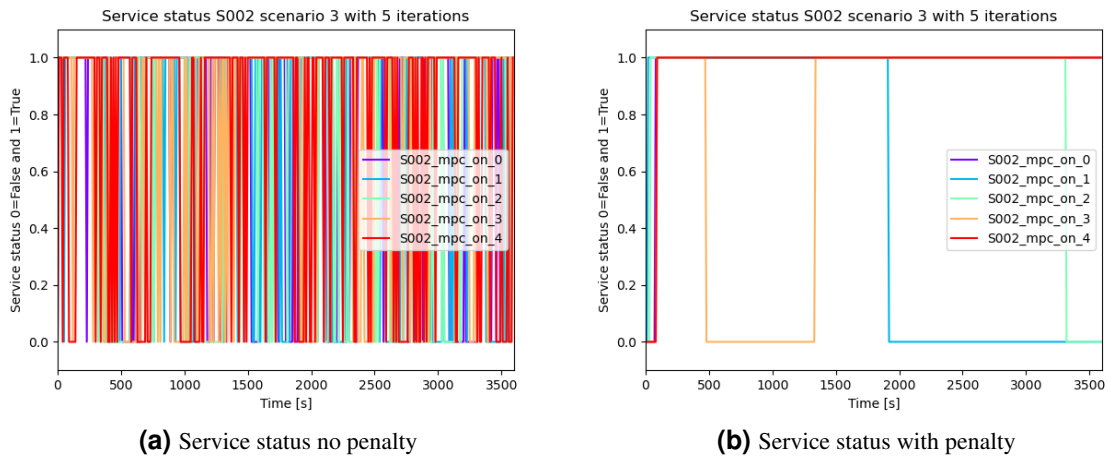 Service status S002 scenario 3 with 5 iterations
Service status 0=False and 1=True
1.0
0.8
0.6
0.4
0.2
0.0
S002_mpc_on_0
S002_mpc_on_1
S002_mpc_on_2
S002_mpc_on_3
S002_mpc_on_4
0 500 1000 1500 2000 2500 3000 3500
Time [s]
(a) Service status no penalty
Service status S002 scenario 3 with 5 iterations
Service status 0=False and 1=True
1.0
0.8
0.6
0.4
0.2
0.0
S002_mpc_on_0
S002_mpc_on_1
S002_mpc_on_2
S002_mpc_on_3
S002_mpc_on_4
0 500 1000 1500 2000 2500 3000 3500
Time [s]
(b) Service status with penalty